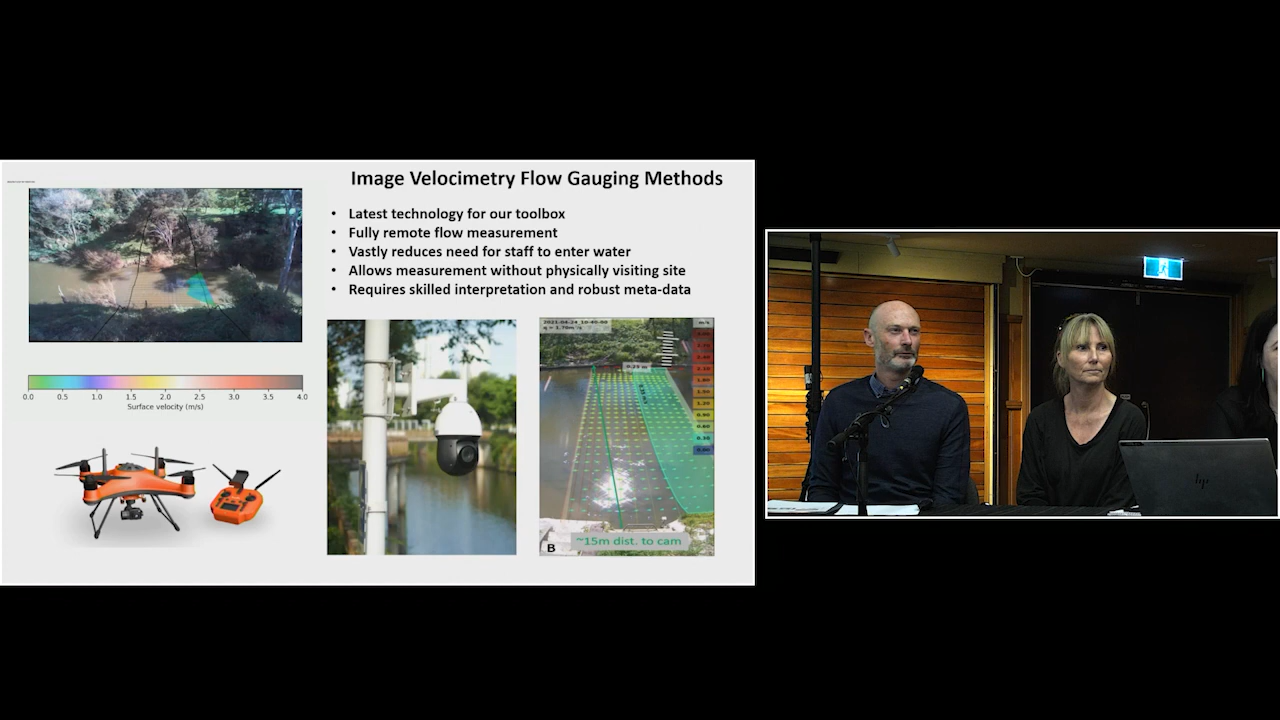 Image Velocimetry Flow Gauging Methods
• Latest technology for our toolbox
• Fully remote flow measurement
• Vastly reduces need for staff to enter water
• Allows measurement without physically visiting site
• Requires skilled interpretation and robust meta-data
0.0 0.5 1.0 1.5 2.0 2.5 3.0 3.5 4.0
Surface velocity (m/s)
B
~15m dist. to cam
hp